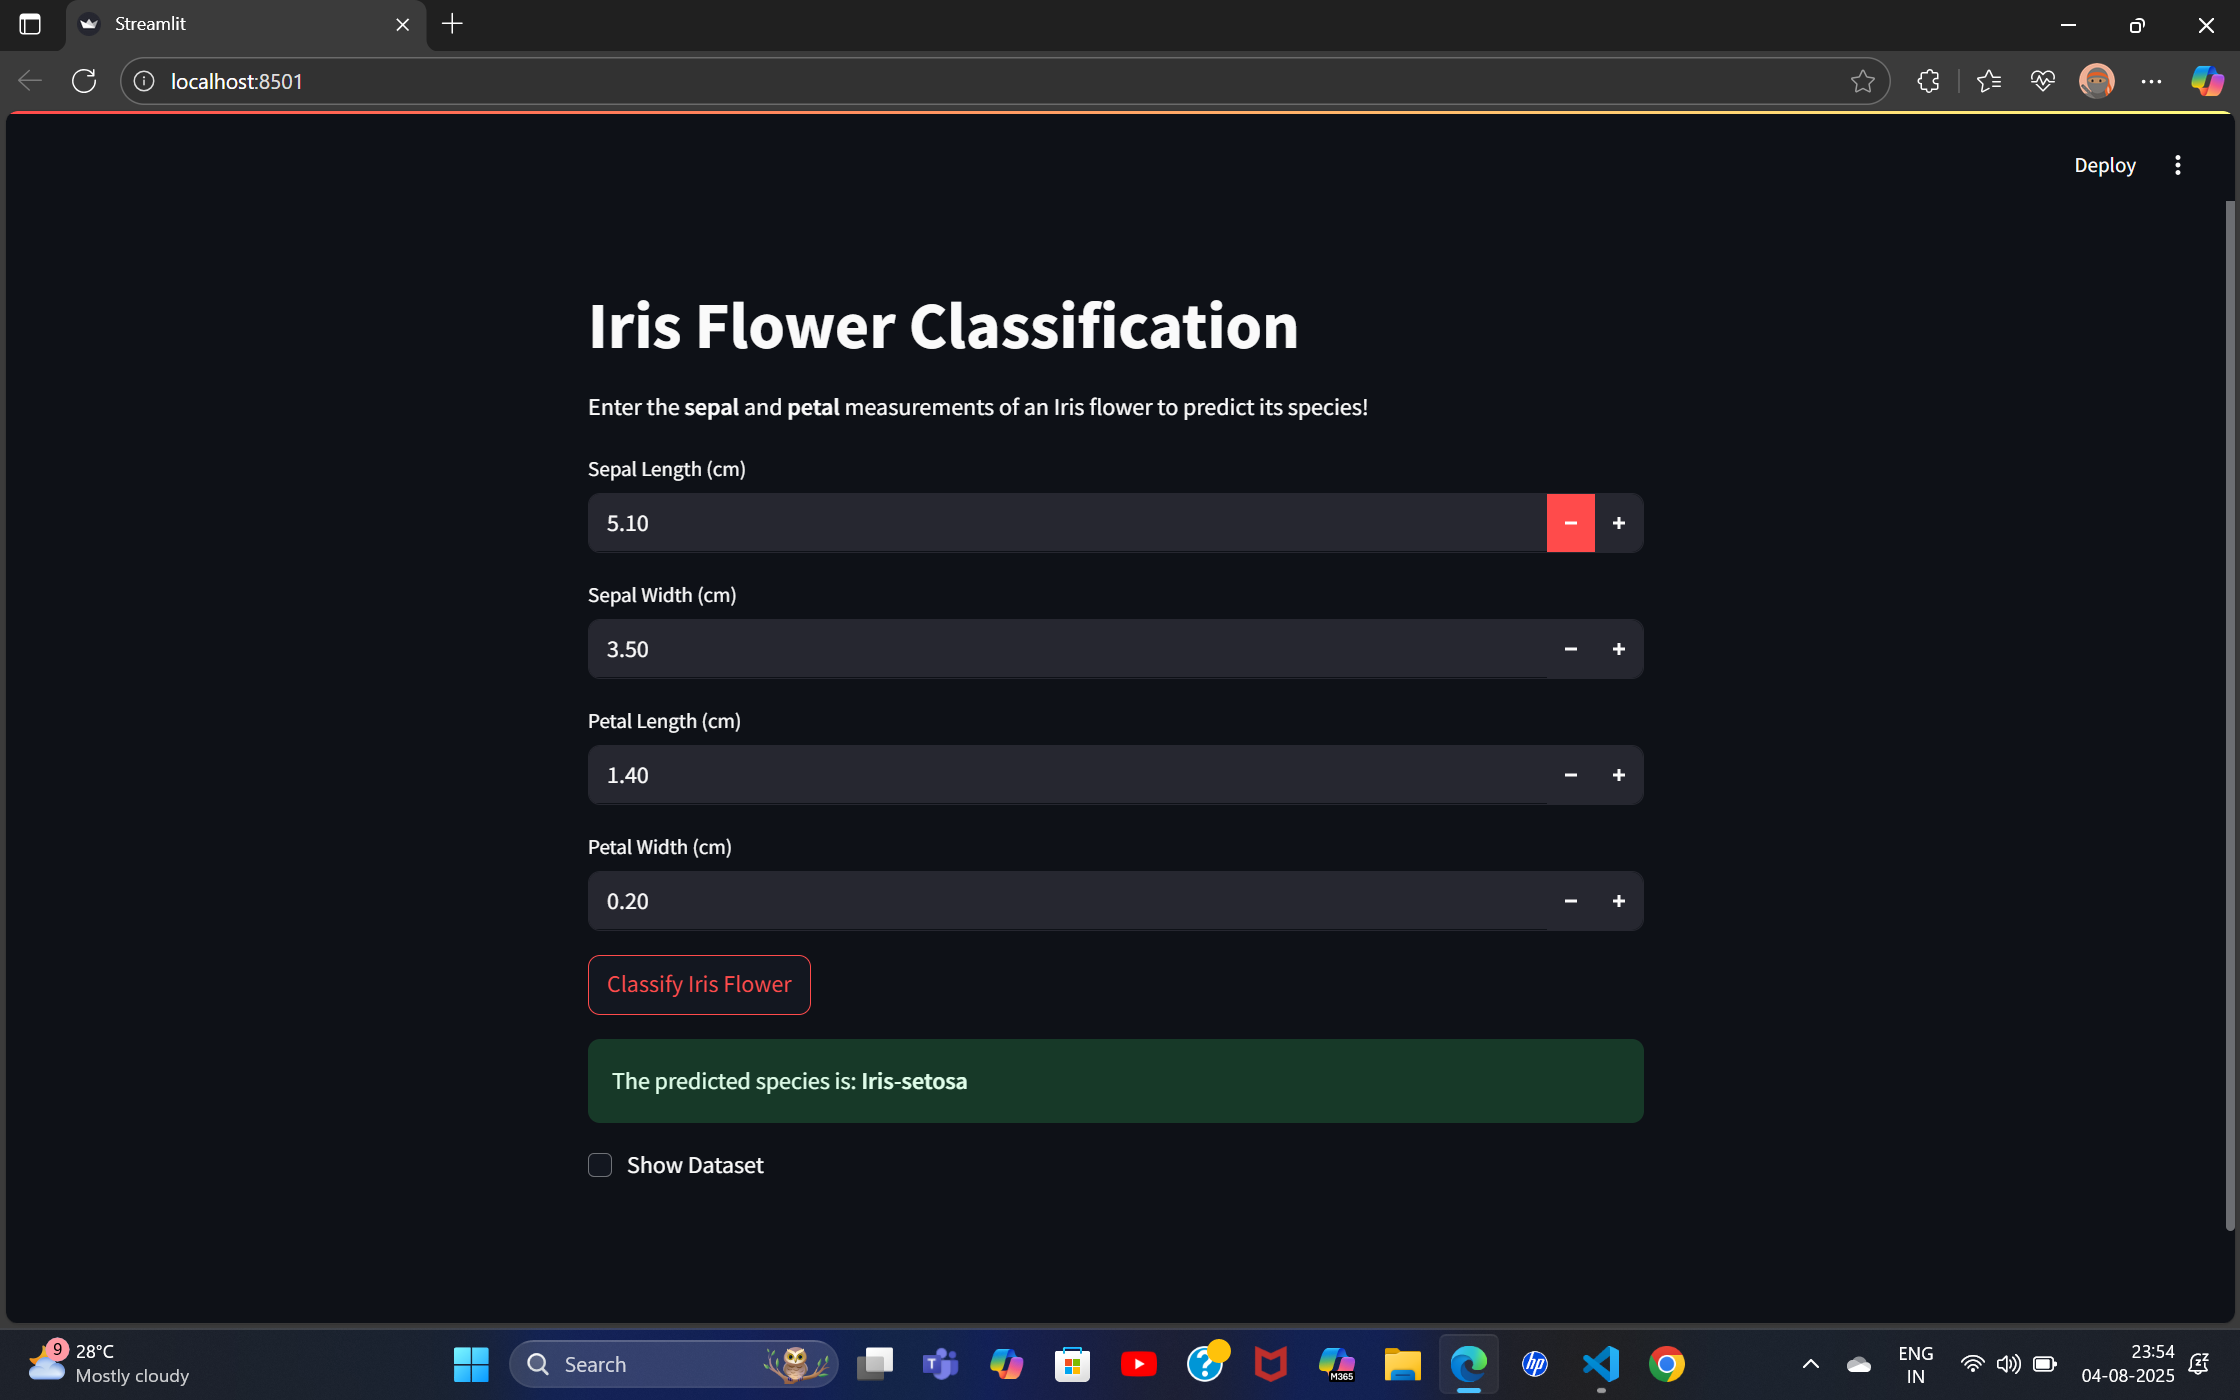 Streamlit
localhost:8501
Deploy
Iris Flower Classification
Enter the sepal and petal measurements of an Iris flower to predict its species!
Sepal Length (cm)
5.10
Sepal Width (cm)
3.50
Petal Length (cm)
1.40
Petal Width (cm)
0.20
Classify Iris Flower
The predicted species is: Iris-setosa
Show Dataset
9
28°C
Mostly cloudy
Search
T
?
M365
hp
ENG
IN
23:54
04-08-2025